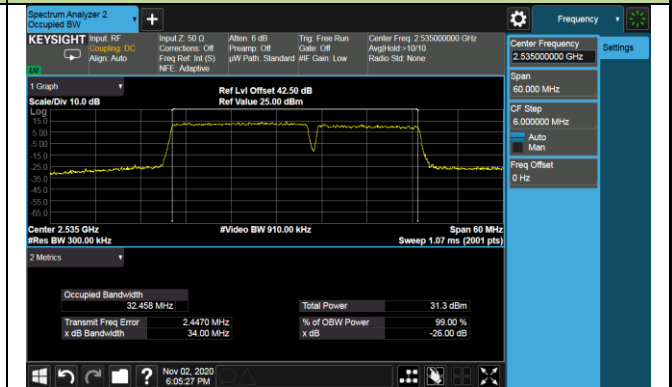 Spectrum Analyzer 2
Occupied BW
+
Frequency
KEYSIGHT
Input: RF
Coupling: DC
Align: Auto
Input Z: 50 Ω
Corrections: Off
Freq Ref: Int (S)
NFE: Adaptive
Atten: 6 dB
Preamp: Off
µW Path: Standard
Trig: Free Run
Gate: Off
#IF Gain: Low
Center Freq: 2.535000000 GHz
Avg|Hold:>10/10
Radio Std: None
LXI
Center Frequency
2.535000000 GHz
Settings
Span
60.000 MHz
CF Step
6.000000 MHz
Auto
Man
Freq Offset
0 Hz
1 Graph
Scale/Div 10.0 dB
Ref Lvl Offset 42.50 dB
Ref Value 25.00 dBm
Log
15.0
5.00
-5.00
-15.0
-25.0
-35.0
-45.0
-55.0
-65.0
Center 2.535 GHz
#Res BW 300.00 kHz
#Video BW 910.00 kHz
Span 60 MHz
Sweep 1.07 ms (2001 pts)
2 Metrics
Occupied Bandwidth
32.458 MHz
Total Power 31.3 dBm
Transmit Freq Error 2.4470 MHz
% of OBW Power 99.00 %
x dB Bandwidth 34.00 MHz
x dB -26.00 dB
?
Nov 02, 2020
6:05:27 PM